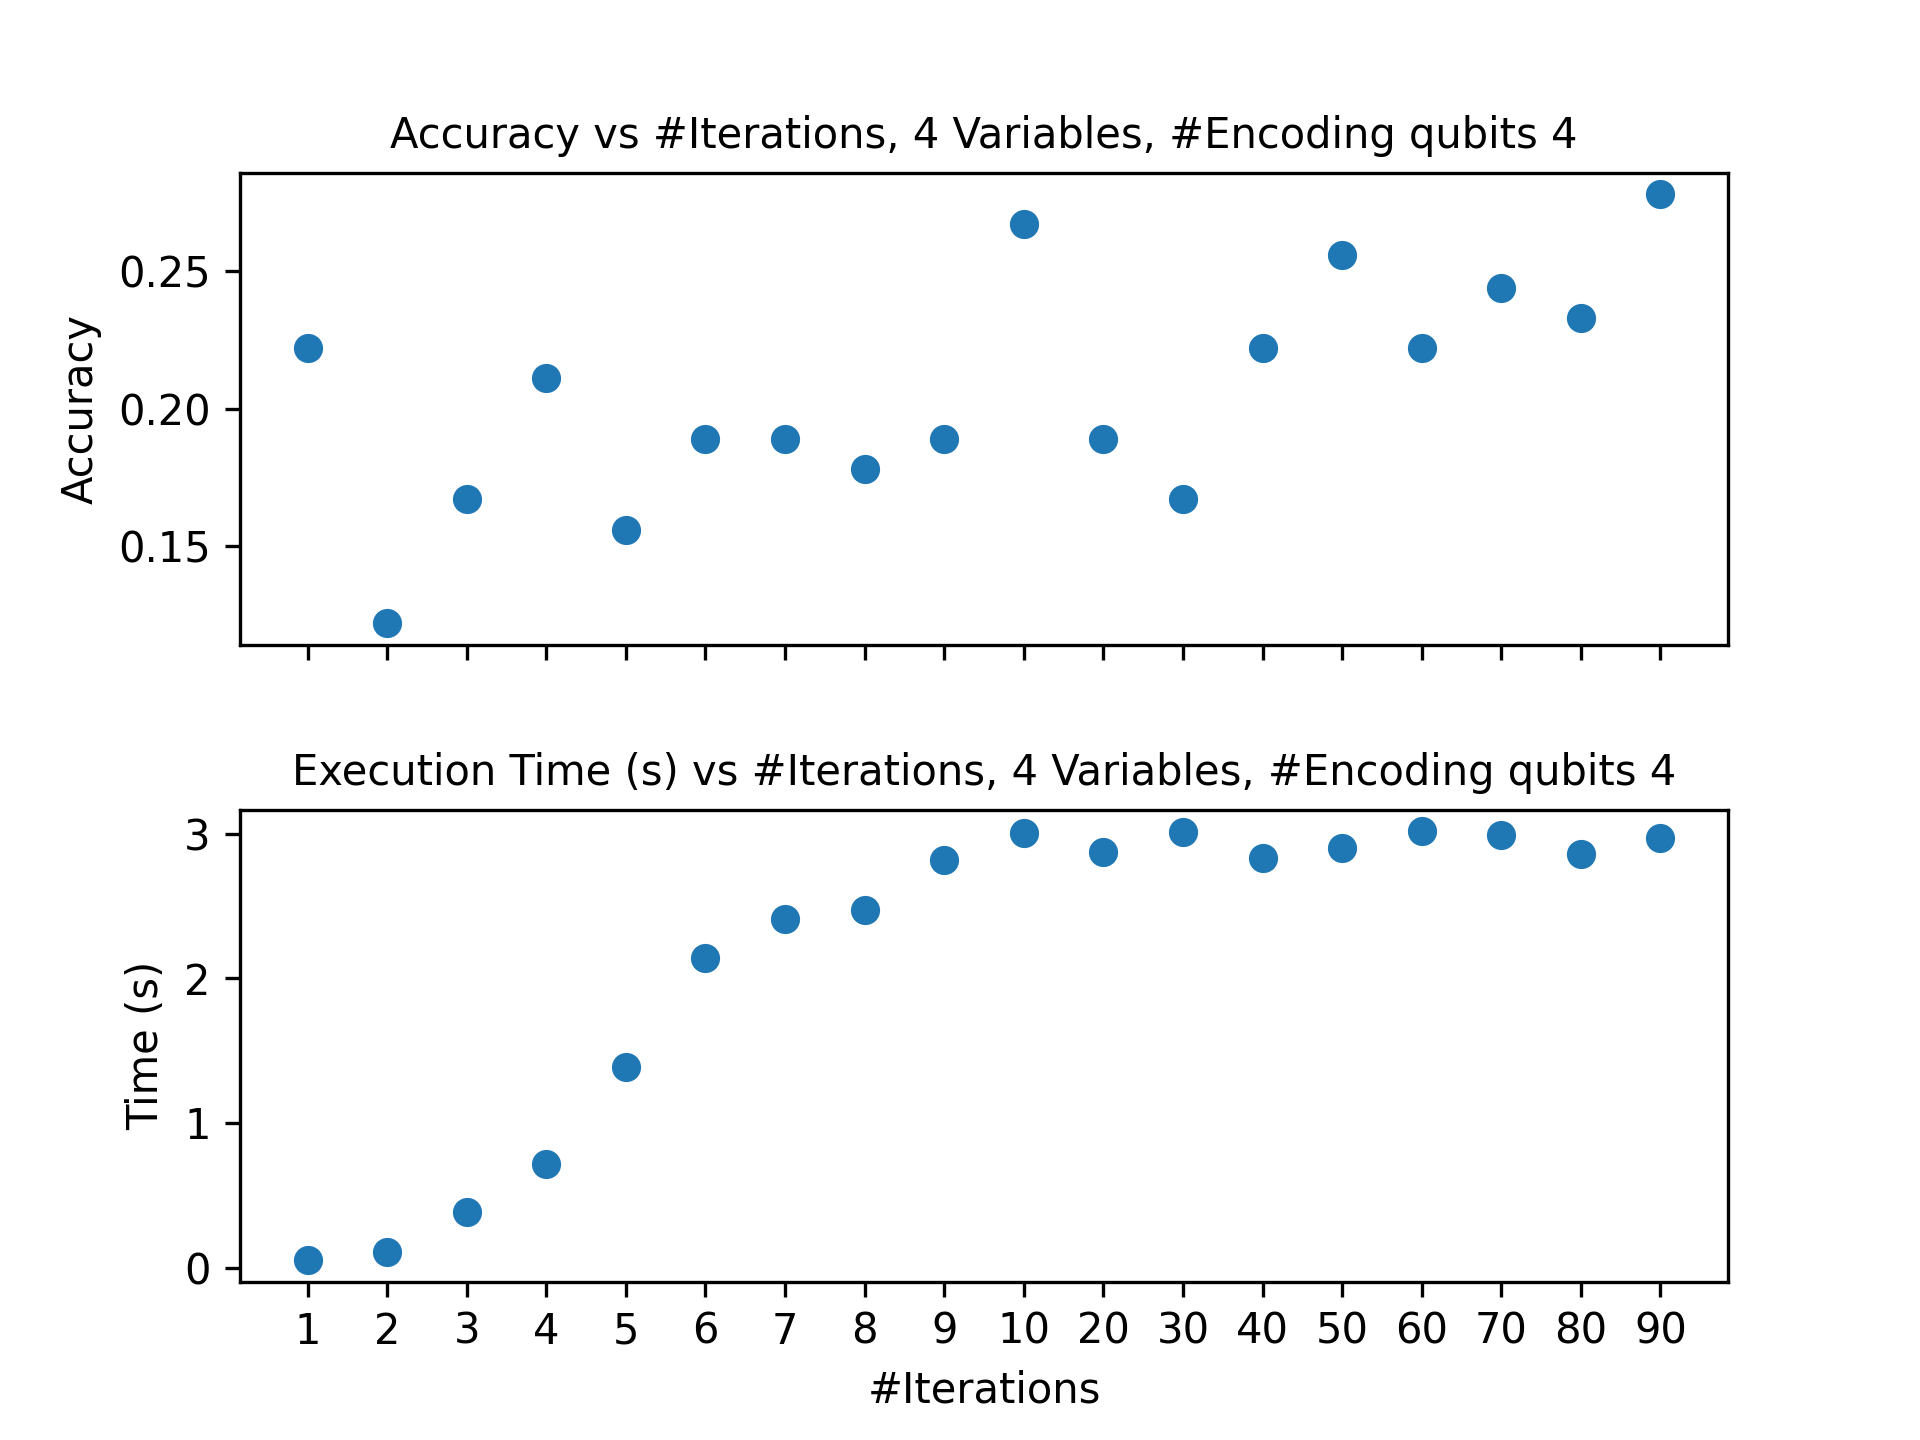 Accuracy vs #Iterations, 4 Variables, #Encoding qubits 4
Accuracy
0.25
0.20
0.15
Execution Time (s) vs #Iterations, 4 Variables, #Encoding qubits 4
Time (s)
3
2
1
0
1 2 3 4 5 6 7 8 9 10 20 30 40 50 60 70 80 90
#Iterations